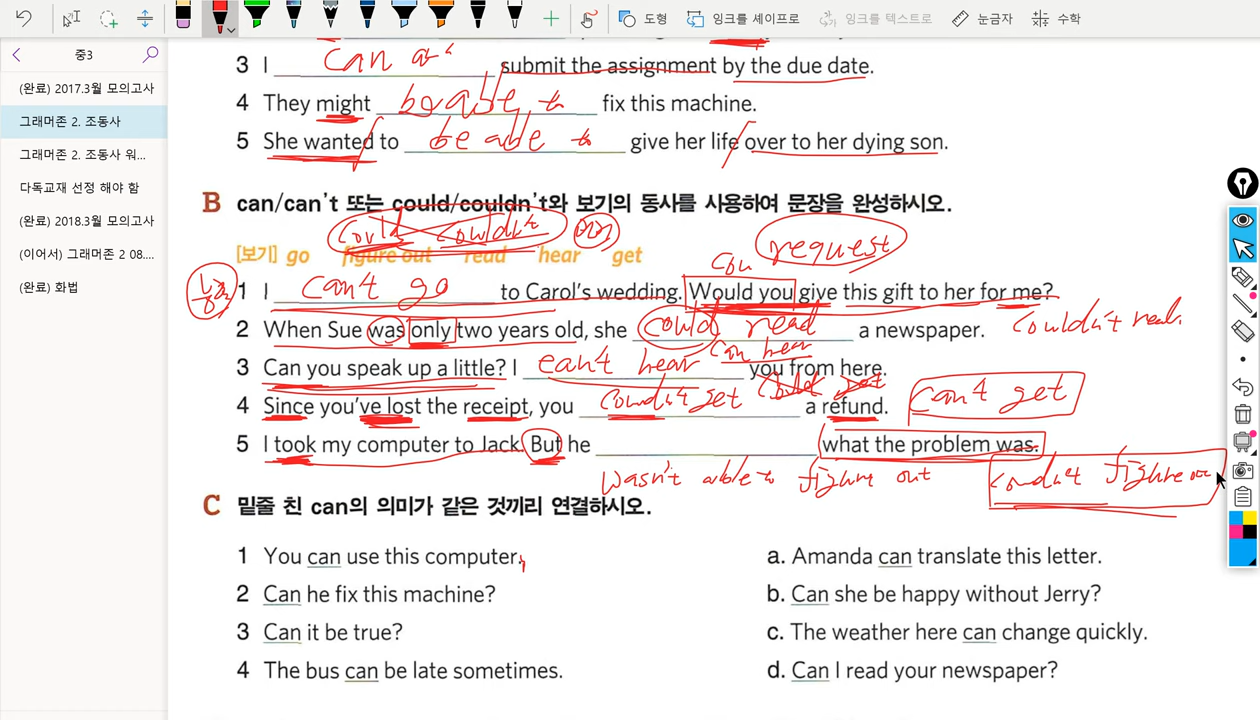 도형 잉크를 셰이프로 잉크를 텍스트로 눈금자 수학
중3
(완료) 2017.3월 모의고사
그래머존 2. 조동사
그래머존 2. 조동사 워...
다독교재 선정 해야 함
(완료) 2018.3월 모의고사
(이어서) 그래머존 2 08....
(완료) 화법
3 I can submit the assignment by the due date.
4 They might be able to fix this machine.
5 She wanted to be able to give her life over to her dying son.
B can/can't 또는 could/couldn't와 보기의 동사를 사용하여 문장을 완성하시오.
could couldn't
request
[보기] go figure out read hear get
1 I can't go to Carol's wedding. Would you give this gift to her for me?
2 When Sue was only two years old, she could read a newspaper. couldn't read
can hear
3 Can you speak up a little? I can't hear you from here.
4 Since you've lost the receipt, you couldn't get a refund. can't get
5 I took my computer to Jack. But he what the problem was.
wasn't able to figure out couldn't figure out
C 밑줄 친 can의 의미가 같은 것끼리 연결하시오.
1 You can use this computer. a. Amanda can translate this letter.
2 Can he fix this machine? b. Can she be happy without Jerry?
3 Can it be true? c. The weather here can change quickly.
4 The bus can be late sometimes. d. Can I read your newspaper?